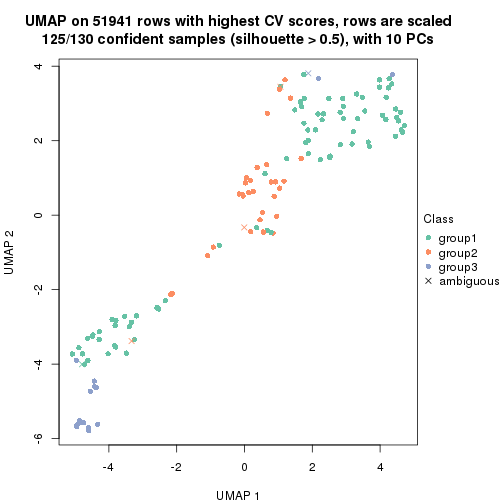 UMAP on 51941 rows with highest CV scores, rows are scaled
125/130 confident samples (silhouette > 0.5), with 10 PCs
4
2
0
-2
-4
-6
UMAP 2
-4
-2
0
2
4
UMAP 1
Class
group1
group2
group3
ambiguous